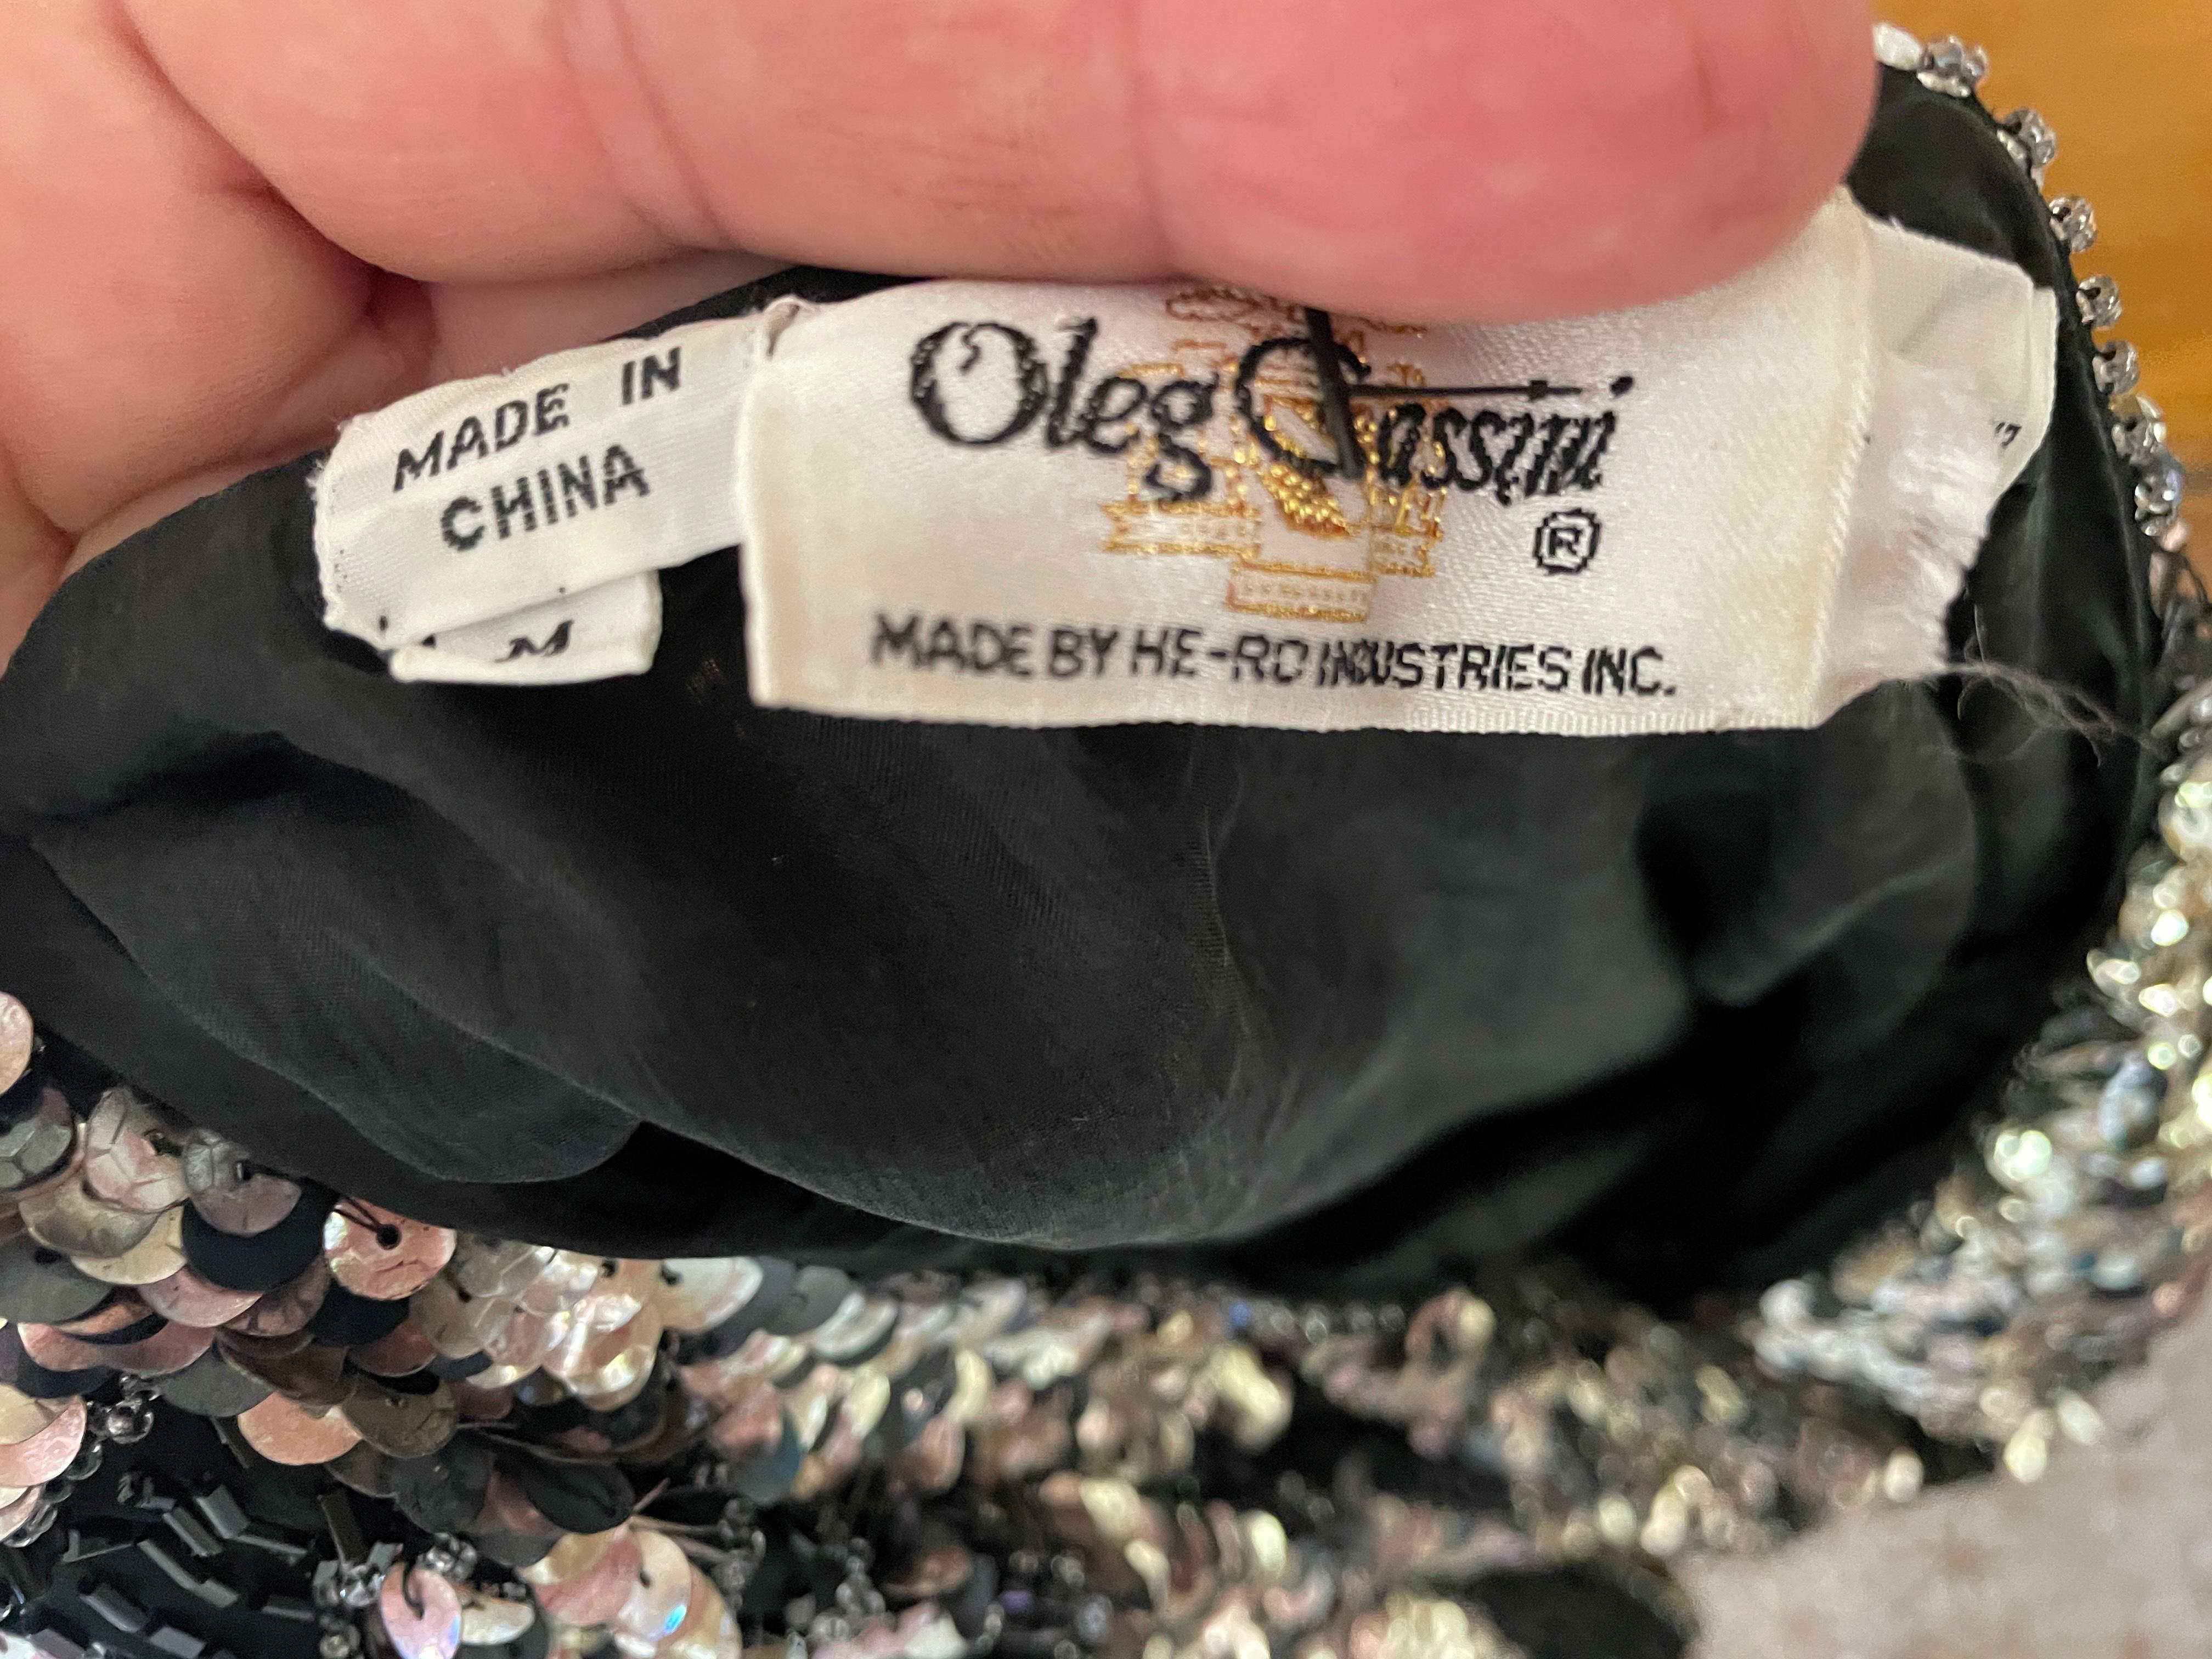 MADE IN
CHINA
M
Oleg Cassini
®
MADE BY HE-RO INDUSTRIES INC.